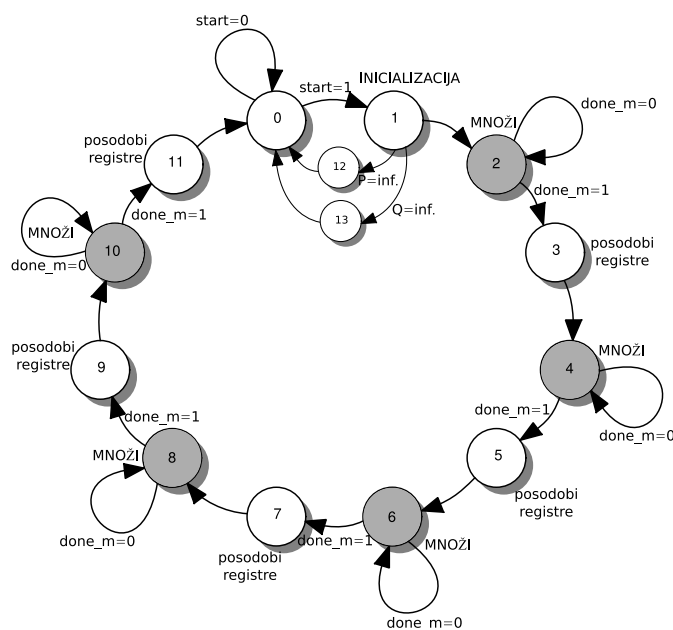 start=0
start=1
INICIALIZACIJA
0
1
12
P=inf.
13
Q=inf.
MNOŽI
done_m=0
2
done_m=1
3
posodobi
registre
4
MNOŽI
done_m=1
done_m=0
5
posodobi
registre
6
done_m=1
MNOŽI
done_m=0
7
posodobi
registre
8
MNOŽI
done_m=1
done_m=0
9
posodobi
registre
10
MNOŽI
done_m=1
done_m=0
11
posodobi
registre